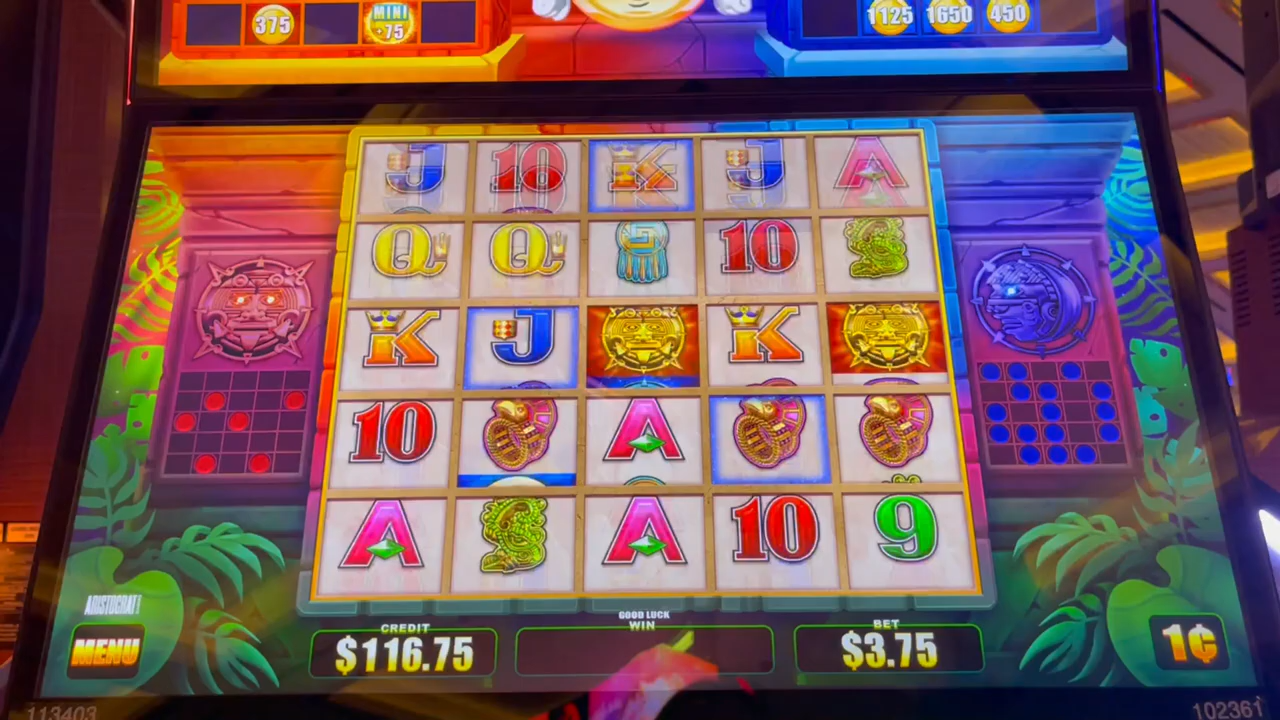 375 MINI +75 1125 1650 450
J 10 K J A
Q Q 10
K J K
10 A
A A 10 9
ARISTOCRAT
MENU
CREDIT
$116.75
GOOD LUCK
WIN
BET
$3.75
1¢
113403
102361